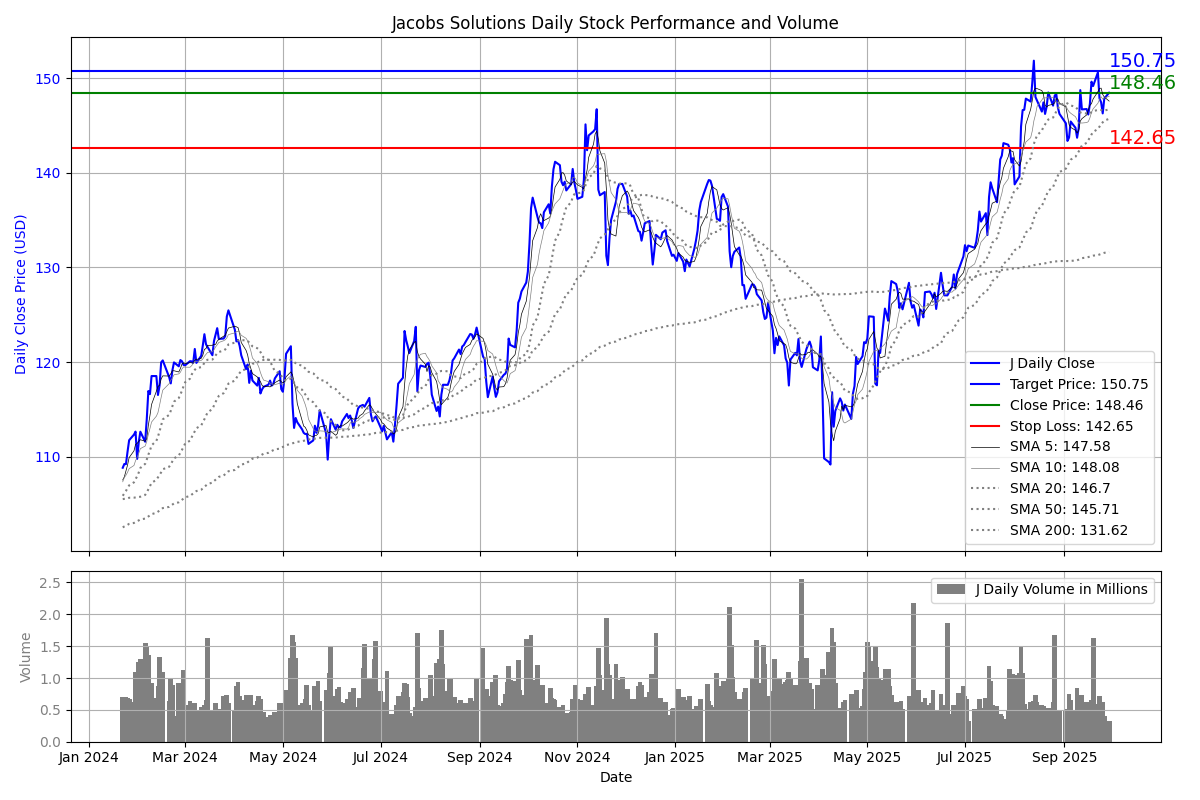 Jacobs Solutions Daily Stock Performance and Volume
150.75
148.46
142.65
150
140
130
120
110
Daily Close Price (USD)
J Daily Close
Target Price: 150.75
Close Price: 148.46
Stop Loss: 142.65
SMA 5: 147.58
SMA 10: 148.08
SMA 20: 146.7
SMA 50: 145.71
SMA 200: 131.62
J Daily Volume in Millions
2.5
2.0
1.5
1.0
0.5
0.0
Volume
Jan 2024 Mar 2024 May 2024 Jul 2024 Sep 2024 Nov 2024 Jan 2025 Mar 2025 May 2025 Jul 2025 Sep 2025
Date